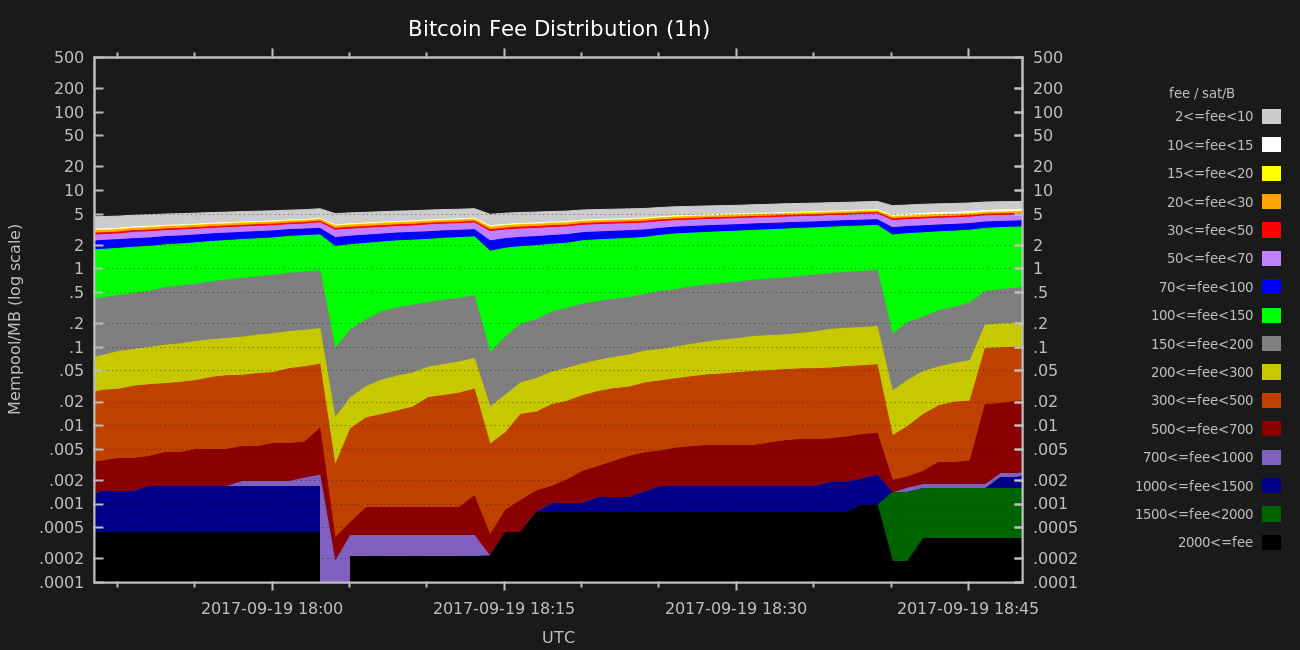 Bitcoin Fee Distribution (1h)
Mempool/MB (log scale)
500
200
100
50
20
10
5
2
1
.5
.2
.1
.05
.02
.01
.005
.002
.001
.0005
.0002
.0001
500
200
100
50
20
10
5
2
1
.5
.2
.1
.05
.02
.01
.005
.002
.001
.0005
.0002
.0001
2017-09-19 18:00
2017-09-19 18:15
2017-09-19 18:30
2017-09-19 18:45
UTC
fee / sat/B
2<=fee<10
10<=fee<15
15<=fee<20
20<=fee<30
30<=fee<50
50<=fee<70
70<=fee<100
100<=fee<150
150<=fee<200
200<=fee<300
300<=fee<500
500<=fee<700
700<=fee<1000
1000<=fee<1500
1500<=fee<2000
2000<=fee